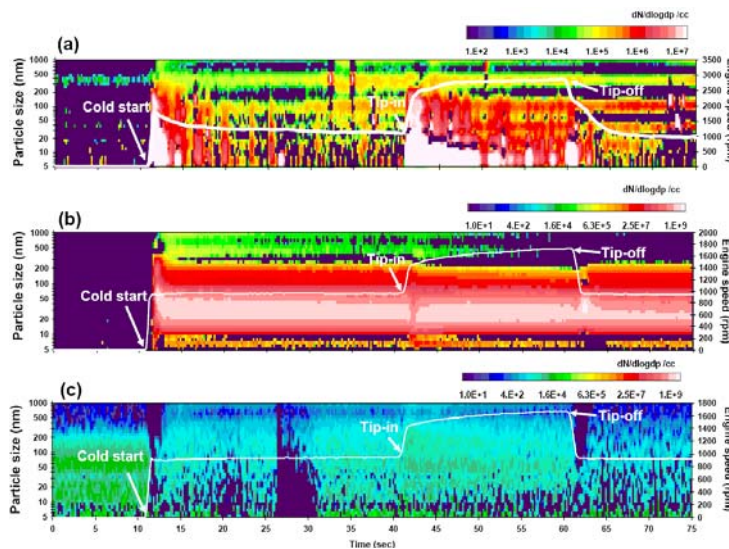 dN/dlogdp /cc
1.E+2 1.E+3 1.E+4 1.E+5 1.E+6 1.E+7
(a)
Particle size (nm)
1000
500
200
100
50
20
10
5
Cold start
Tip-in
Tip-off
3500
3000
2500
2000
1500
1000
500
0
Engine speed (rpm)
dN/dlogdp /cc
1.0E+1 4.E+2 1.6E+4 6.3E+5 2.5E+7 1.E+9
(b)
Particle size (nm)
1000
500
200
100
50
20
10
5
Cold start
Tip-in
Tip-off
2000
1800
1600
1400
1200
1000
800
600
400
200
0
Engine speed (rpm)
dN/dlogdp /cc
1.0E+1 4.E+2 1.6E+4 6.3E+5 2.5E+7 1.E+9
(c)
Particle size (nm)
1000
500
200
100
50
20
10
5
Cold start
Tip-in
Tip-off
1800
1600
1400
1200
1000
800
600
400
200
0
Engine speed (rpm)
0 5 10 15 20 25 30 35 40 45 50 55 60 65 70 75
Time (sec)